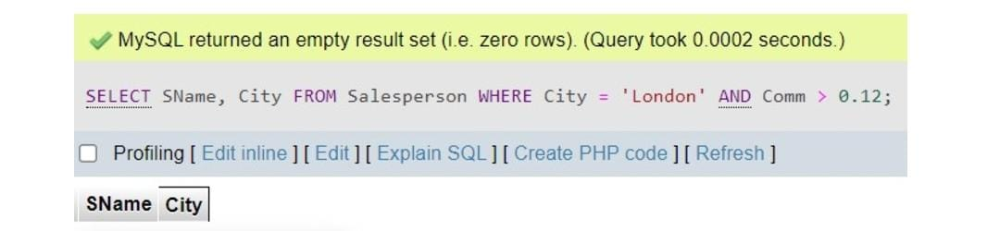 MySQL returned an empty result set (i.e. zero rows). (Query took 0.0002 seconds.)
SELECT SName, City FROM Salesperson WHERE City = 'London' AND Comm > 0.12;
Profiling [ Edit inline ] [ Edit ] [ Explain SQL ] [ Create PHP code ] [ Refresh ]
SName City